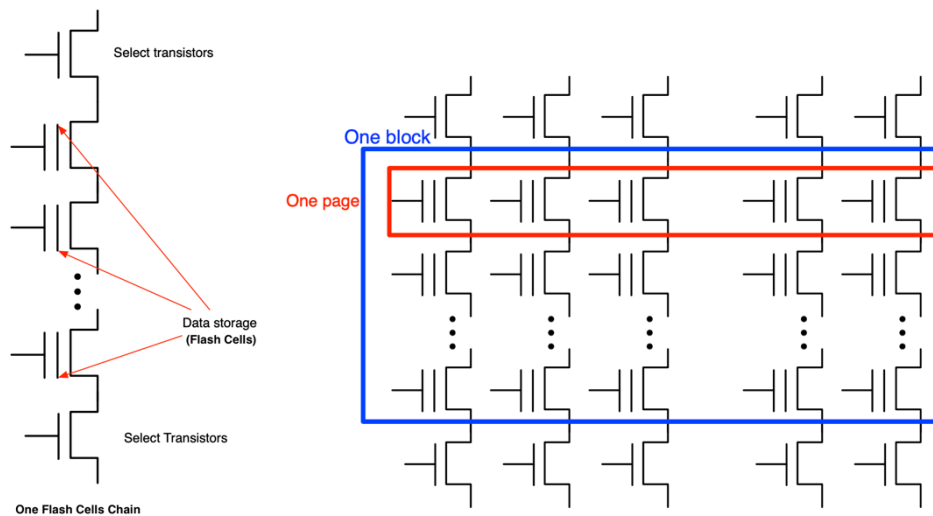 Select transistors
One block
One page
Data storage
(Flash Cells)
Select Transistors
One Flash Cells Chain